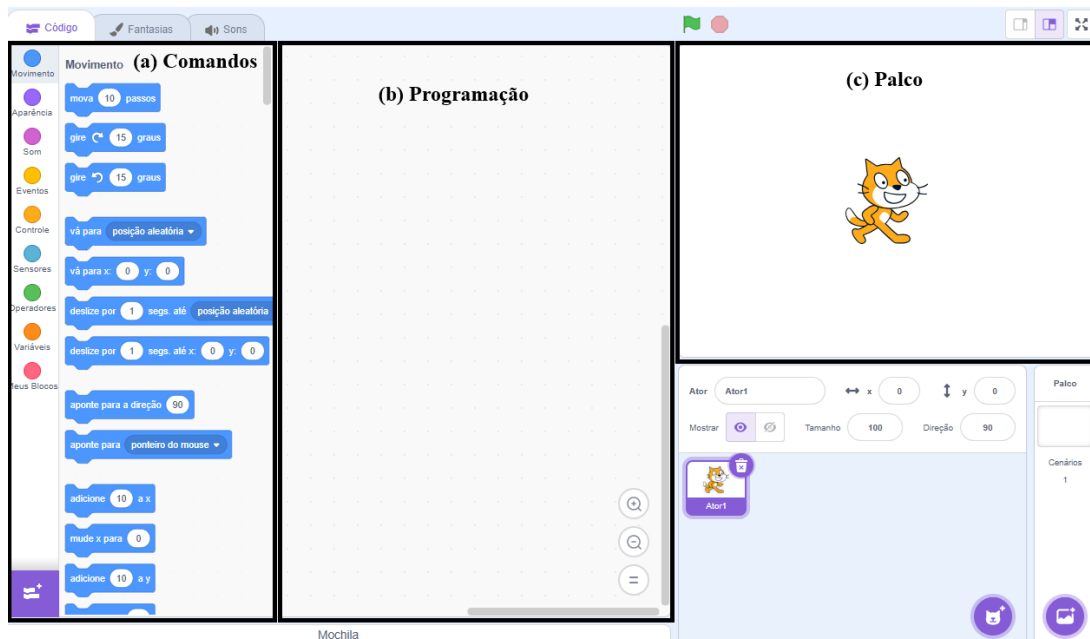 Código
Fantasias
Sons
Movimento
Aparência
Som
Eventos
Controle
Sensores
Operadores
Variáveis
Meus Blocos
Movimento
(a) Comandos
mova 10 passos
gire 15 graus
gire 15 graus
vá para posição aleatória
vá para x: 0 y: 0
deslize por 1 segs. até posição aleatória
deslize por 1 segs. até x: 0 y: 0
aponte para a direção 90
aponte para ponteiro do mouse
adicione 10 a x
mude x para 0
adicione 10 a y
(b) Programação
(c) Palco
Ator Ator1 x 0 y 0
Mostrar Tamanho 100 Direção 90
Ator1
Palco
Cenários
1
Mochila